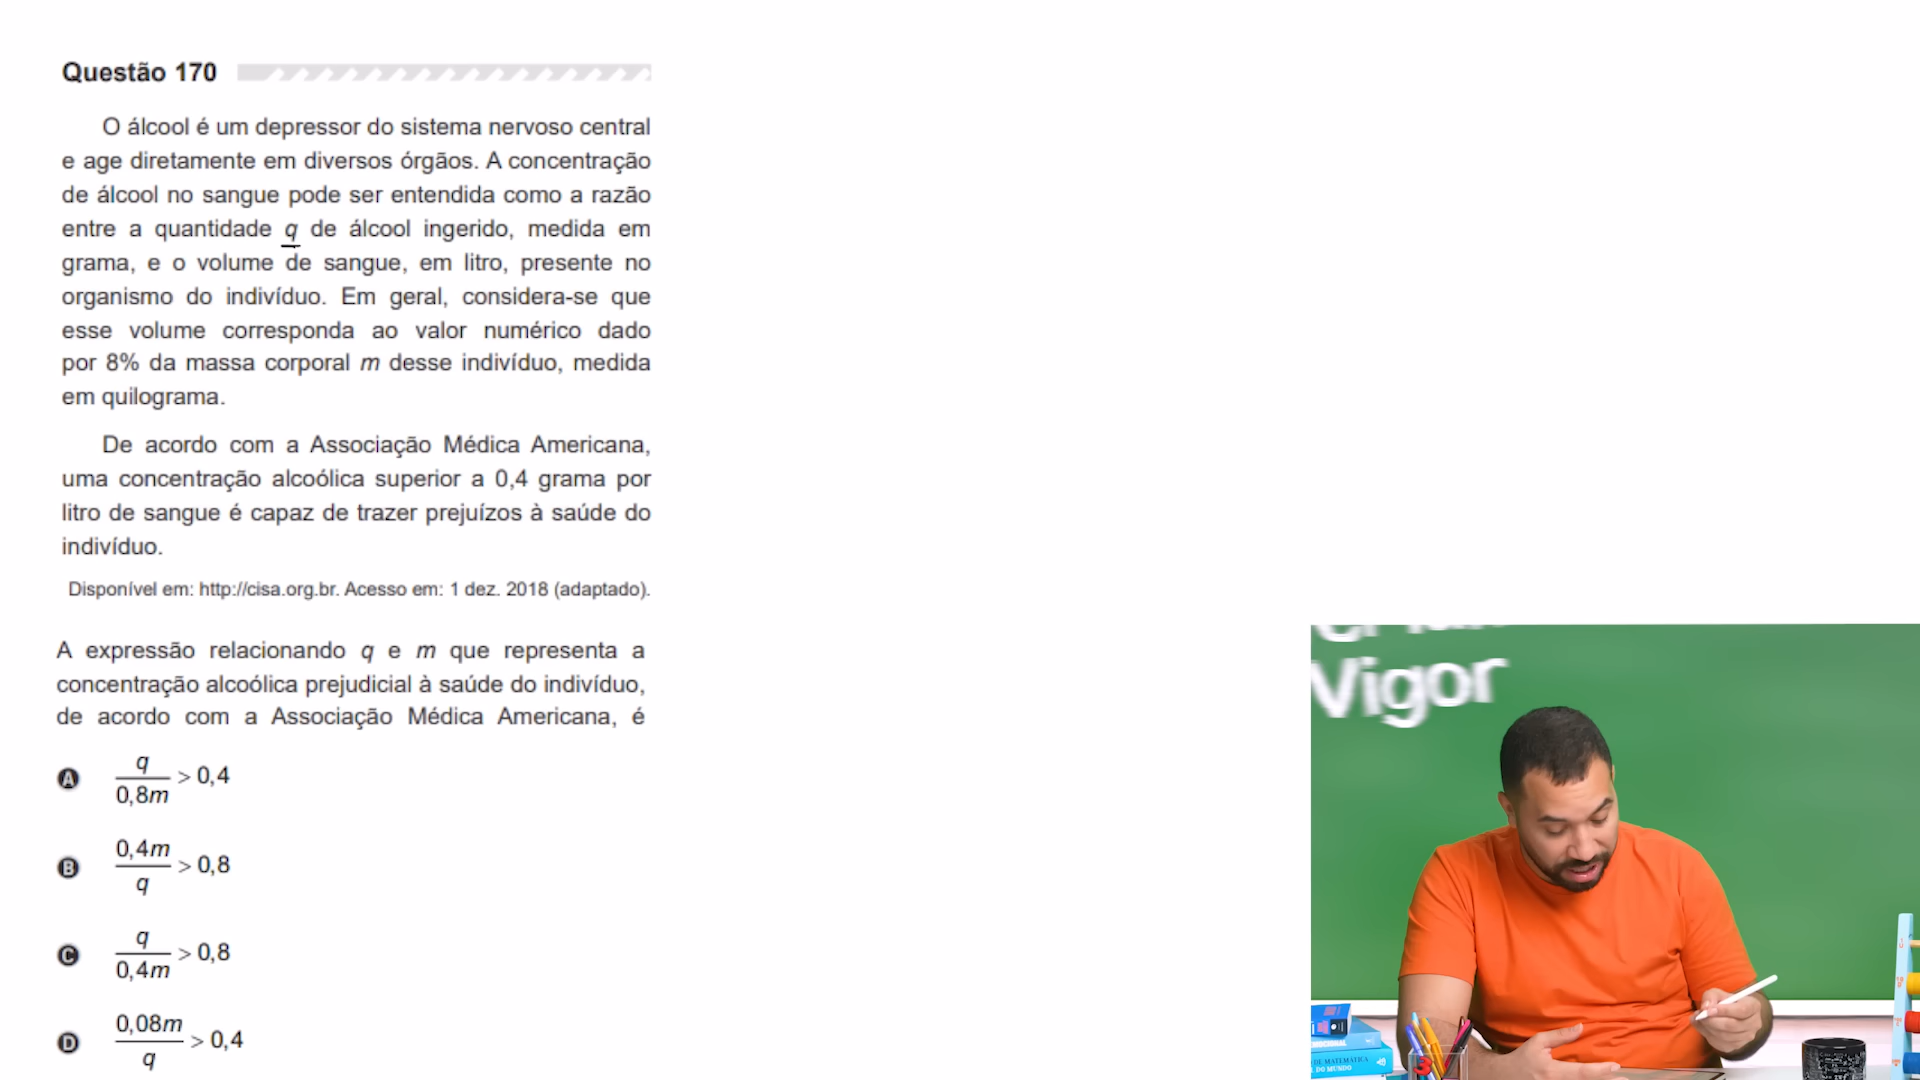 Questão 170
O álcool é um depressor do sistema nervoso central
e age diretamente em diversos órgãos. A concentração
de álcool no sangue pode ser entendida como a razão
entre a quantidade q de álcool ingerido, medida em
grama, e o volume de sangue, em litro, presente no
organismo do indivíduo. Em geral, considera-se que
esse volume corresponda ao valor numérico dado
por 8% da massa corporal m desse indivíduo, medida
em quilograma.
De acordo com a Associação Médica Americana,
uma concentração alcoólica superior a 0,4 grama por
litro de sangue é capaz de trazer prejuízos à saúde do
indivíduo.
Disponível em: http://cisa.org.br. Acesso em: 1 dez. 2018 (adaptado).
A expressão relacionando q e m que representa a
concentração alcoólica prejudicial à saúde do indivíduo,
de acordo com a Associação Médica Americana, é
A q/0,8m > 0,4
B 0,4m/q > 0,8
C q/0,4m > 0,8
D 0,08m/q > 0,4
Vigor
DE MATEMÁTICA
DO MUNDO
3